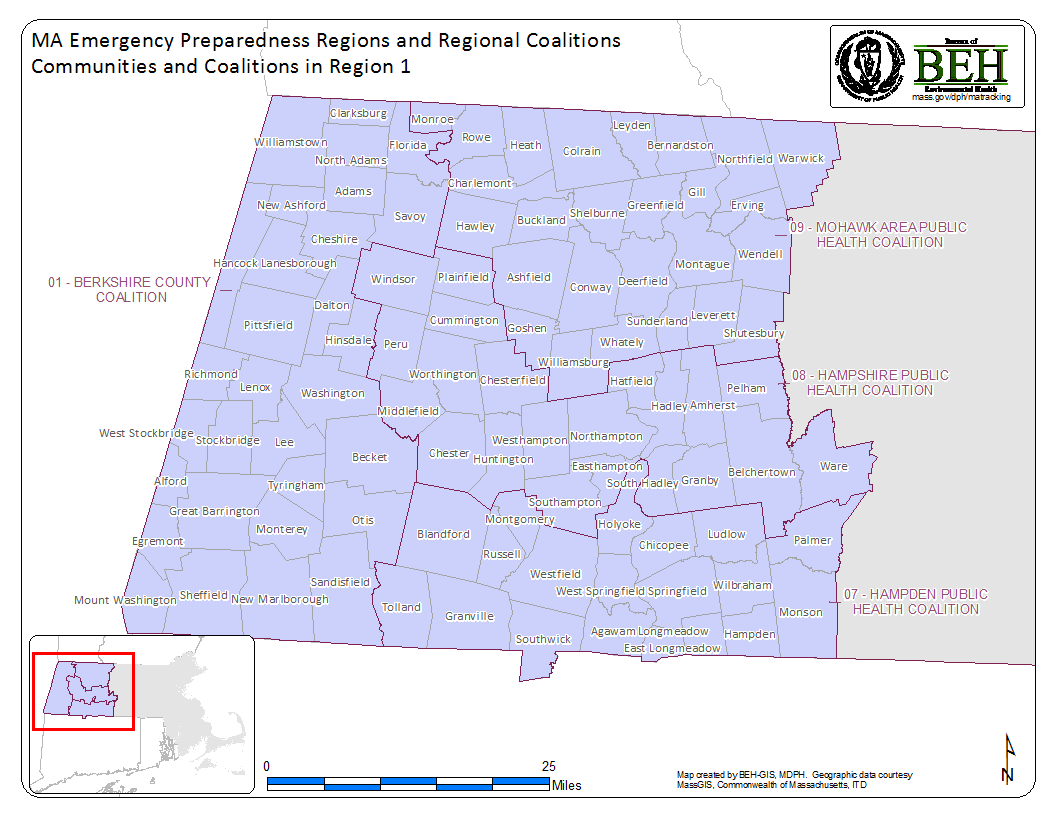 MA Emergency Preparedness Regions and Regional Coalitions
Communities and Coalitions in Region 1
COMMONWEALTH OF MASSACHUSETTS
DEPARTMENT OF PUBLIC HEALTH
Bureau of
BEH
Environmental Health
mass.gov/dph/matracking
Clarksburg
Monroe
Leyden
Williamstown
Florida
Rowe
Heath
Colrain
Bernardston
North Adams
Northfield
Warwick
Adams
Charlemont
Gill
New Ashford
Savoy
Hawley
Buckland
Shelburne
Greenfield
Erving
Cheshire
09 - MOHAWK AREA PUBLIC
HEALTH COALITION
Hancock
Lanesborough
Windsor
Plainfield
Ashfield
Conway
Deerfield
Montague
Wendell
01 - BERKSHIRE COUNTY
COALITION
Dalton
Pittsfield
Cummington
Goshen
Sunderland
Leverett
Shutesbury
Hinsdale
Peru
Whately
Williamsburg
Richmond
Lenox
Washington
Worthington
Chesterfield
Hatfield
Pelham
08 - HAMPSHIRE PUBLIC
HEALTH COALITION
Middlefield
Hadley
Amherst
West Stockbridge
Stockbridge
Lee
Westhampton
Northampton
Becket
Chester
Huntington
Easthampton
Belchertown
Ware
Alford
Tyringham
South Hadley
Granby
Great Barrington
Otis
Southampton
Monterey
Montgomery
Holyoke
Egremont
Blandford
Chicopee
Ludlow
Palmer
Russell
Sandisfield
Westfield
West Springfield
Springfield
Wilbraham
Mount Washington
Sheffield
New Marlborough
Tolland
Granville
Monson
07 - HAMPDEN PUBLIC
HEALTH COALITION
Southwick
Agawam
Longmeadow
Hampden
East Longmeadow
0
25
Miles
Map created by BEH-GIS, MDPH. Geographic data courtesy
MassGIS, Commonwealth of Massachusetts, ITD
N